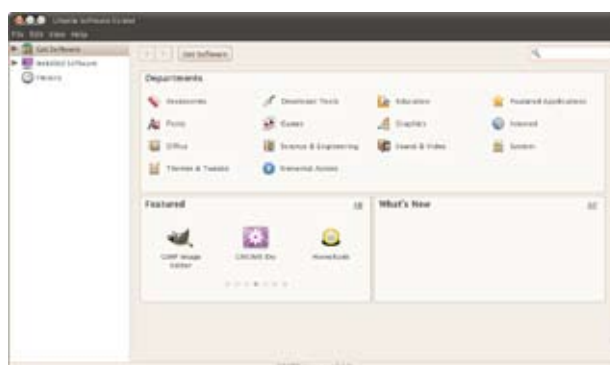 Ubuntu Software Center
File Edit View Help
Get Software
Installed Software
History
Get Software
Departments
Accessories
Developer Tools
Education
Featured Applications
Fonts
Games
Graphics
Internet
Office
Science & Engineering
Sound & Video
System
Themes & Tweaks
Universal Access
Featured
What's New
GIMP Image
Editor
GNOME Do